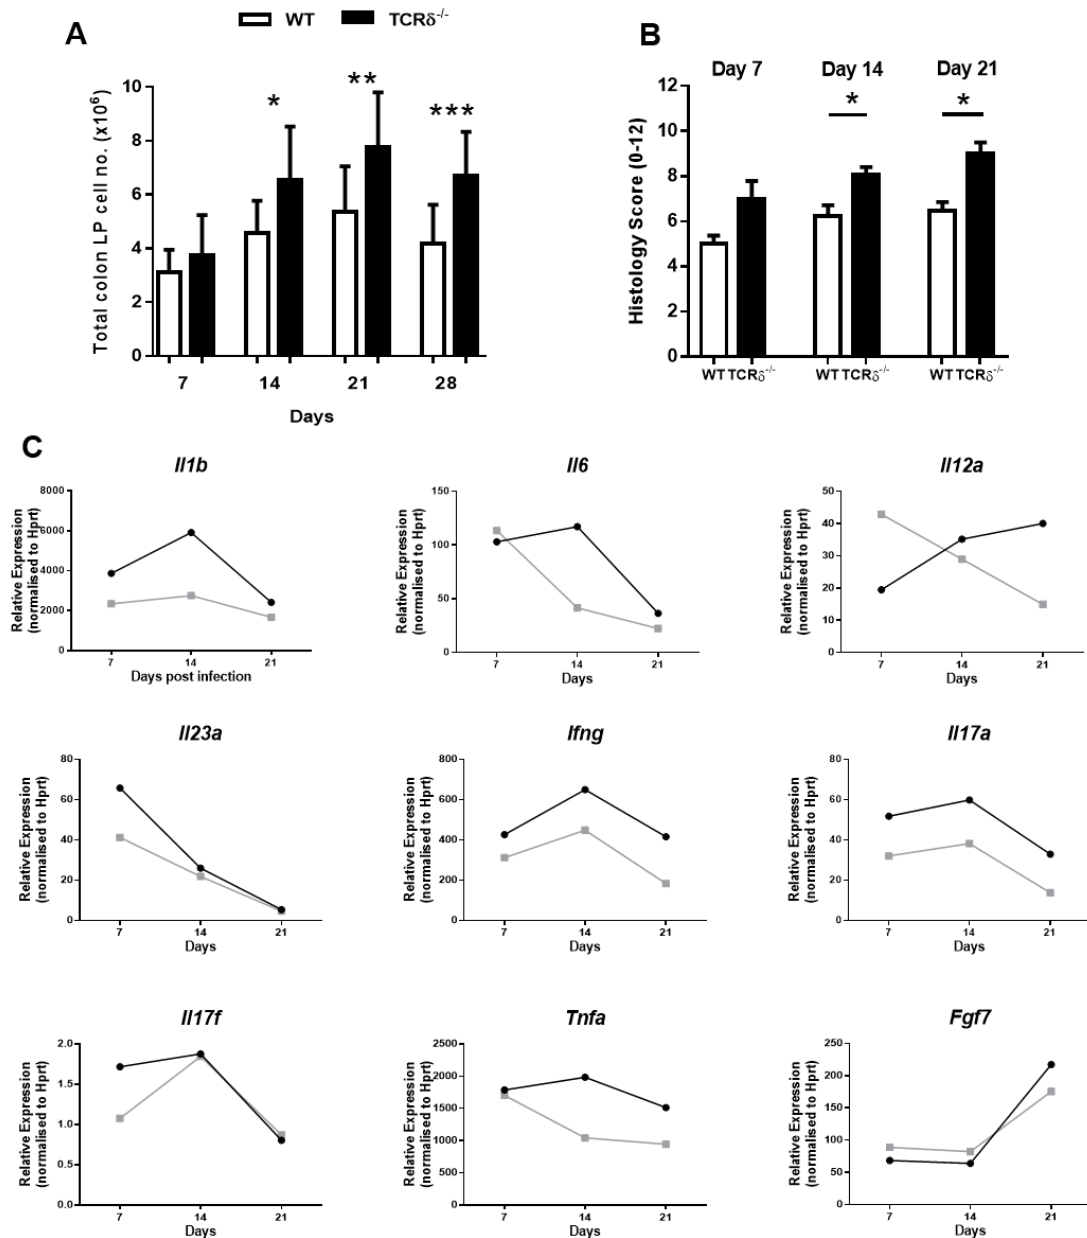 WT TCRδ-/-
A
Total colon LP cell no. (x10⁶)
10
8
6
4
2
0
* ** ***
7 14 21 28
Days
B
Day 7 Day 14 Day 21
Histology Score (0-12)
12
10
8
6
4
2
0
* *
WT TCRδ-/- WT TCRδ-/- WT TCRδ-/-
C
Il1b
Relative Expression
(normalised to Hprt)
8000
6000
4000
2000
0
7 14 21
Days post infection
Il6
Relative Expression
(normalised to Hprt)
150
100
50
0
7 14 21
Days
Il12a
Relative Expression
(normalised to Hprt)
50
40
30
20
10
0
7 14 21
Days
Il23a
Relative Expression
(normalised to Hprt)
80
60
40
20
0
7 14 21
Days
Ifng
Relative Expression
(normalised to Hprt)
800
600
400
200
0
7 14 21
Days
Il17a
Relative Expression
(normalised to Hprt)
80
60
40
20
0
7 14 21
Days
Il17f
Relative Expression
(normalised to Hprt)
2.0
1.5
1.0
0.5
0.0
7 14 21
Days
Tnfa
Relative Expression
(normalised to Hprt)
2500
2000
1500
1000
500
0
7 14 21
Days
Fgf7
Relative Expression
(normalised to Hprt)
250
200
150
100
50
0
7 14 21
Days